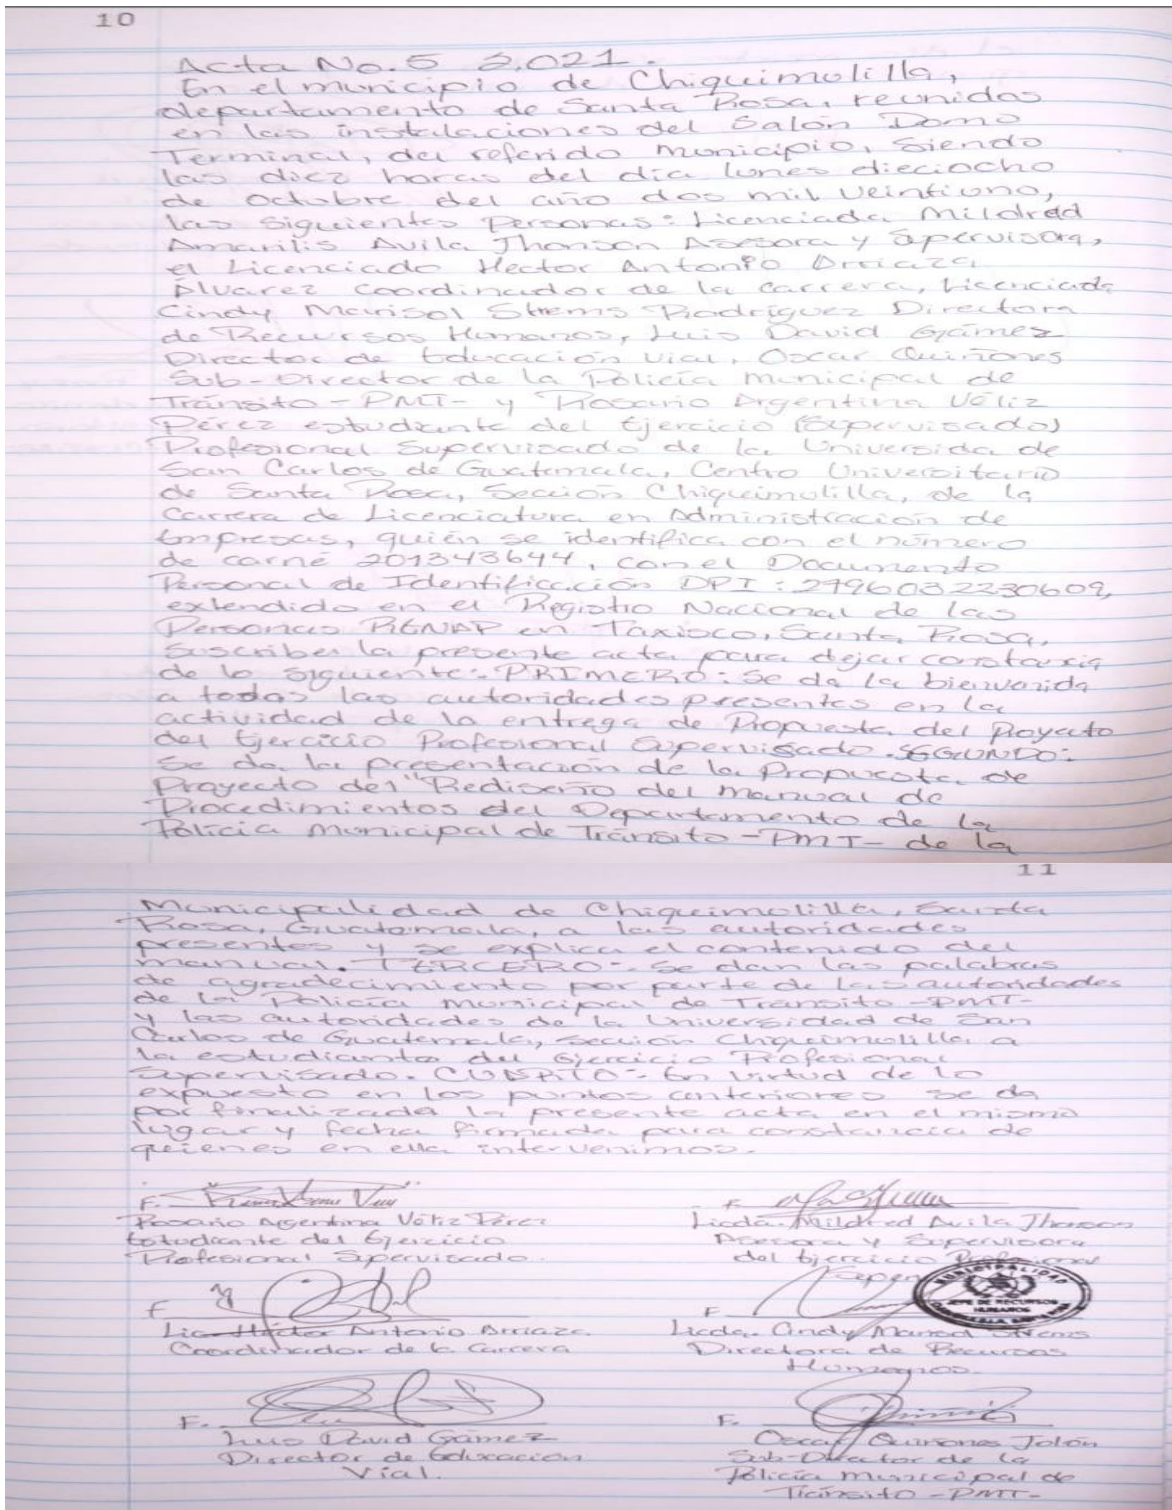 10
Acta No. 5 2,021.
En el municipio de Chiquimulilla,
departamento de Santa Rosa, reunidos
en las instalaciones del Salón Domo
Terminal, del referido municipio, siendo
las diez horas del día lunes dieciocho
de octubre del año dos mil veintiuno,
las siguientes personas: Licenciada Mildred
Amarilis Avila Jhonson Asesora y Supervisora,
el Licenciado Hector Antonio Arriaza
Álvarez coordinador de la carrera, Licenciada
Cindy Marisol Strems Rodríguez Directora
de Recursos Humanos, Luis David Gámez
Director de Educación Vial, Oscar Quiñones
Sub-Director de la Policía municipal de
Tránsito -PMT- y Rosario Argentina Véliz
Pérez estudiante del Ejercicio (Supervisado)
Profesional Supervisado de la Universida de
San Carlos de Guatemala, Centro Universitario
de Santa Rosa, Sección Chiquimulilla, de la
Carrera de Licenciatura en Administración de
Empresas, quién se identifica con el número
de carné 201343644, con el Documento
Personal de Identificación DPI: 2796032230609,
extendido en el Registro Nacional de las
Personas RENAP en Taxisco, Santa Rosa,
suscribe la presente acta para dejar constancia
de lo siguiente: PRIMERO: Se da la bienvenida
a todas las autoridades presentes en la
actividad de la entrega de Propuesta del Proyecto
del Ejercicio Profesional Supervisado. SEGUNDO:
Se da la presentación de la Propuesta de
Proyecto del "Rediseño del manual de
Procedimientos del Departamento de la
Policía Municipal de Tránsito -PMT- de la
11
Municipalidad de Chiquimulilla, Santa
Rosa, Guatemala, a las autoridades
presentes y se explica el contenido del
manual. TERCERO: Se dan las palabras
de agradecimiento por parte de las autoridades
de la Policía Municipal de Transito -PMT-
y las autoridades de la Universidad de San
Carlos de Guatemala, sección Chiquimulilla a
la estudiante del Ejercicio Profesional
Supervisado. CUARTO: En virtud de lo
expuesto en los puntos anteriores se da
por finalizada la presente acta en el mismo
lugar y fecha firmada para constancia de
quienes en ella intervenimos.
F.
F.
Rosario Argentina Véliz Pérez
Licda. Mildred Avila Jhonson
Estudiante del Ejercicio
Asesora y Supervisora
Profesional Supervisado.
del Ejercicio Profesional
MUNICIPALIDAD
JEFE DE RECURSOS
HUMANOS
F.
F.
Lic. Héctor Antonio Arriaza
Licda. Cindy Marisol Strems
Coordinador de la Carrera
Directora de Recursos
Humanos.
F.
F.
Luis David Gámez
Oscar Quiñones Jolón
Director de Educación
Sub-Director de la
Vial.
Policía Municipal de
Tránsito -PMT-